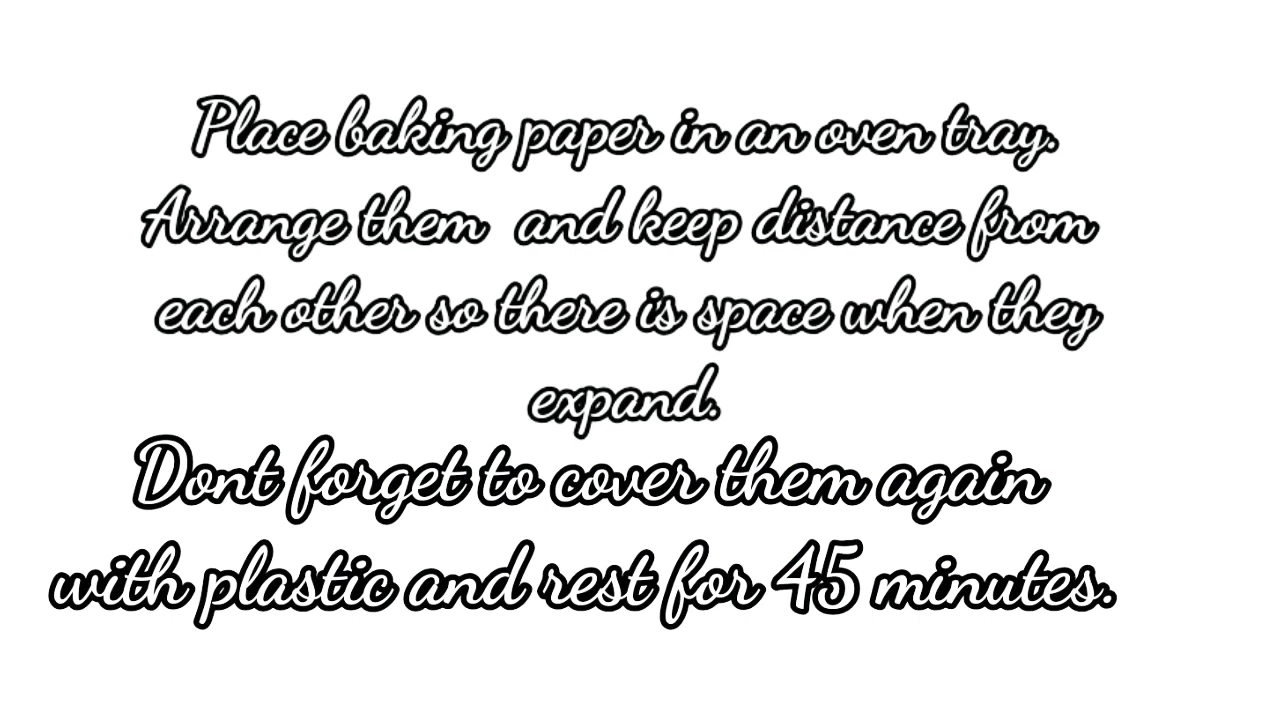 Place baking paper in an oven tray.
Arrange them and keep distance from
each other so there is space when they
expand.
Dont forget to cover them again
with plastic and rest for 45 minutes.